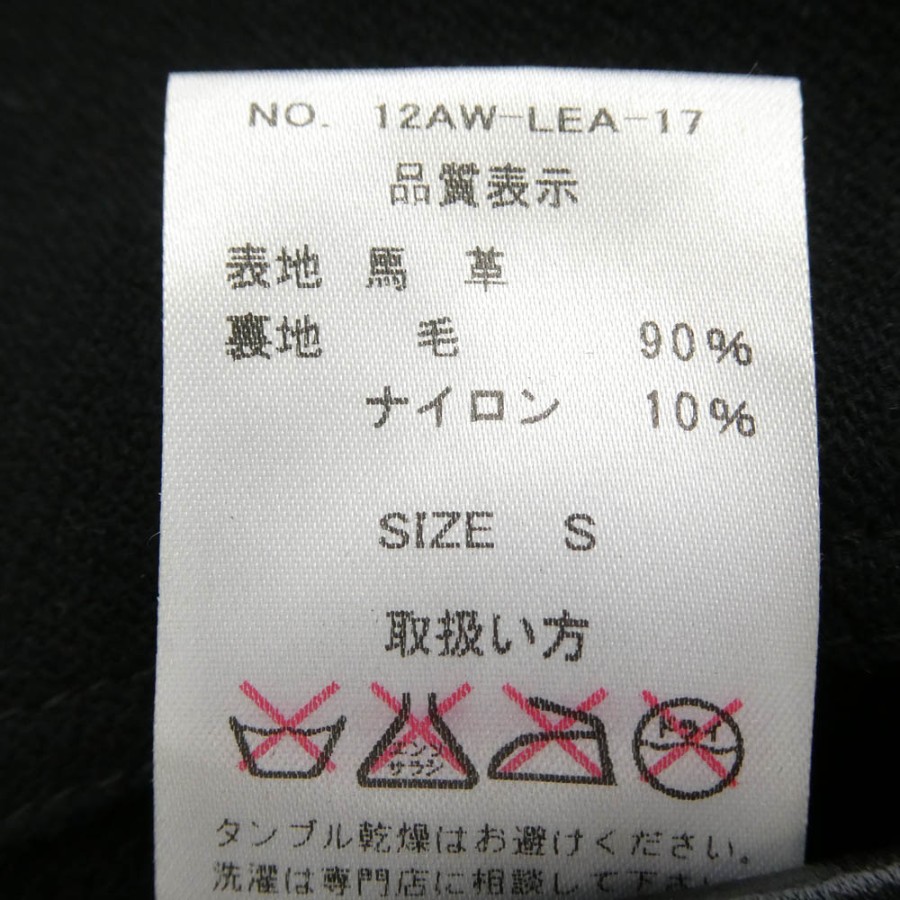 NO. 12AW-LEA-17
品質表示
表地 馬 革
裏地 毛 90%
ナイロン 10%
SIZE S
取扱い方
エンソ
サラシ
ドライ
タンブル乾燥はお避けください。
洗濯は専門店に相談して下さい